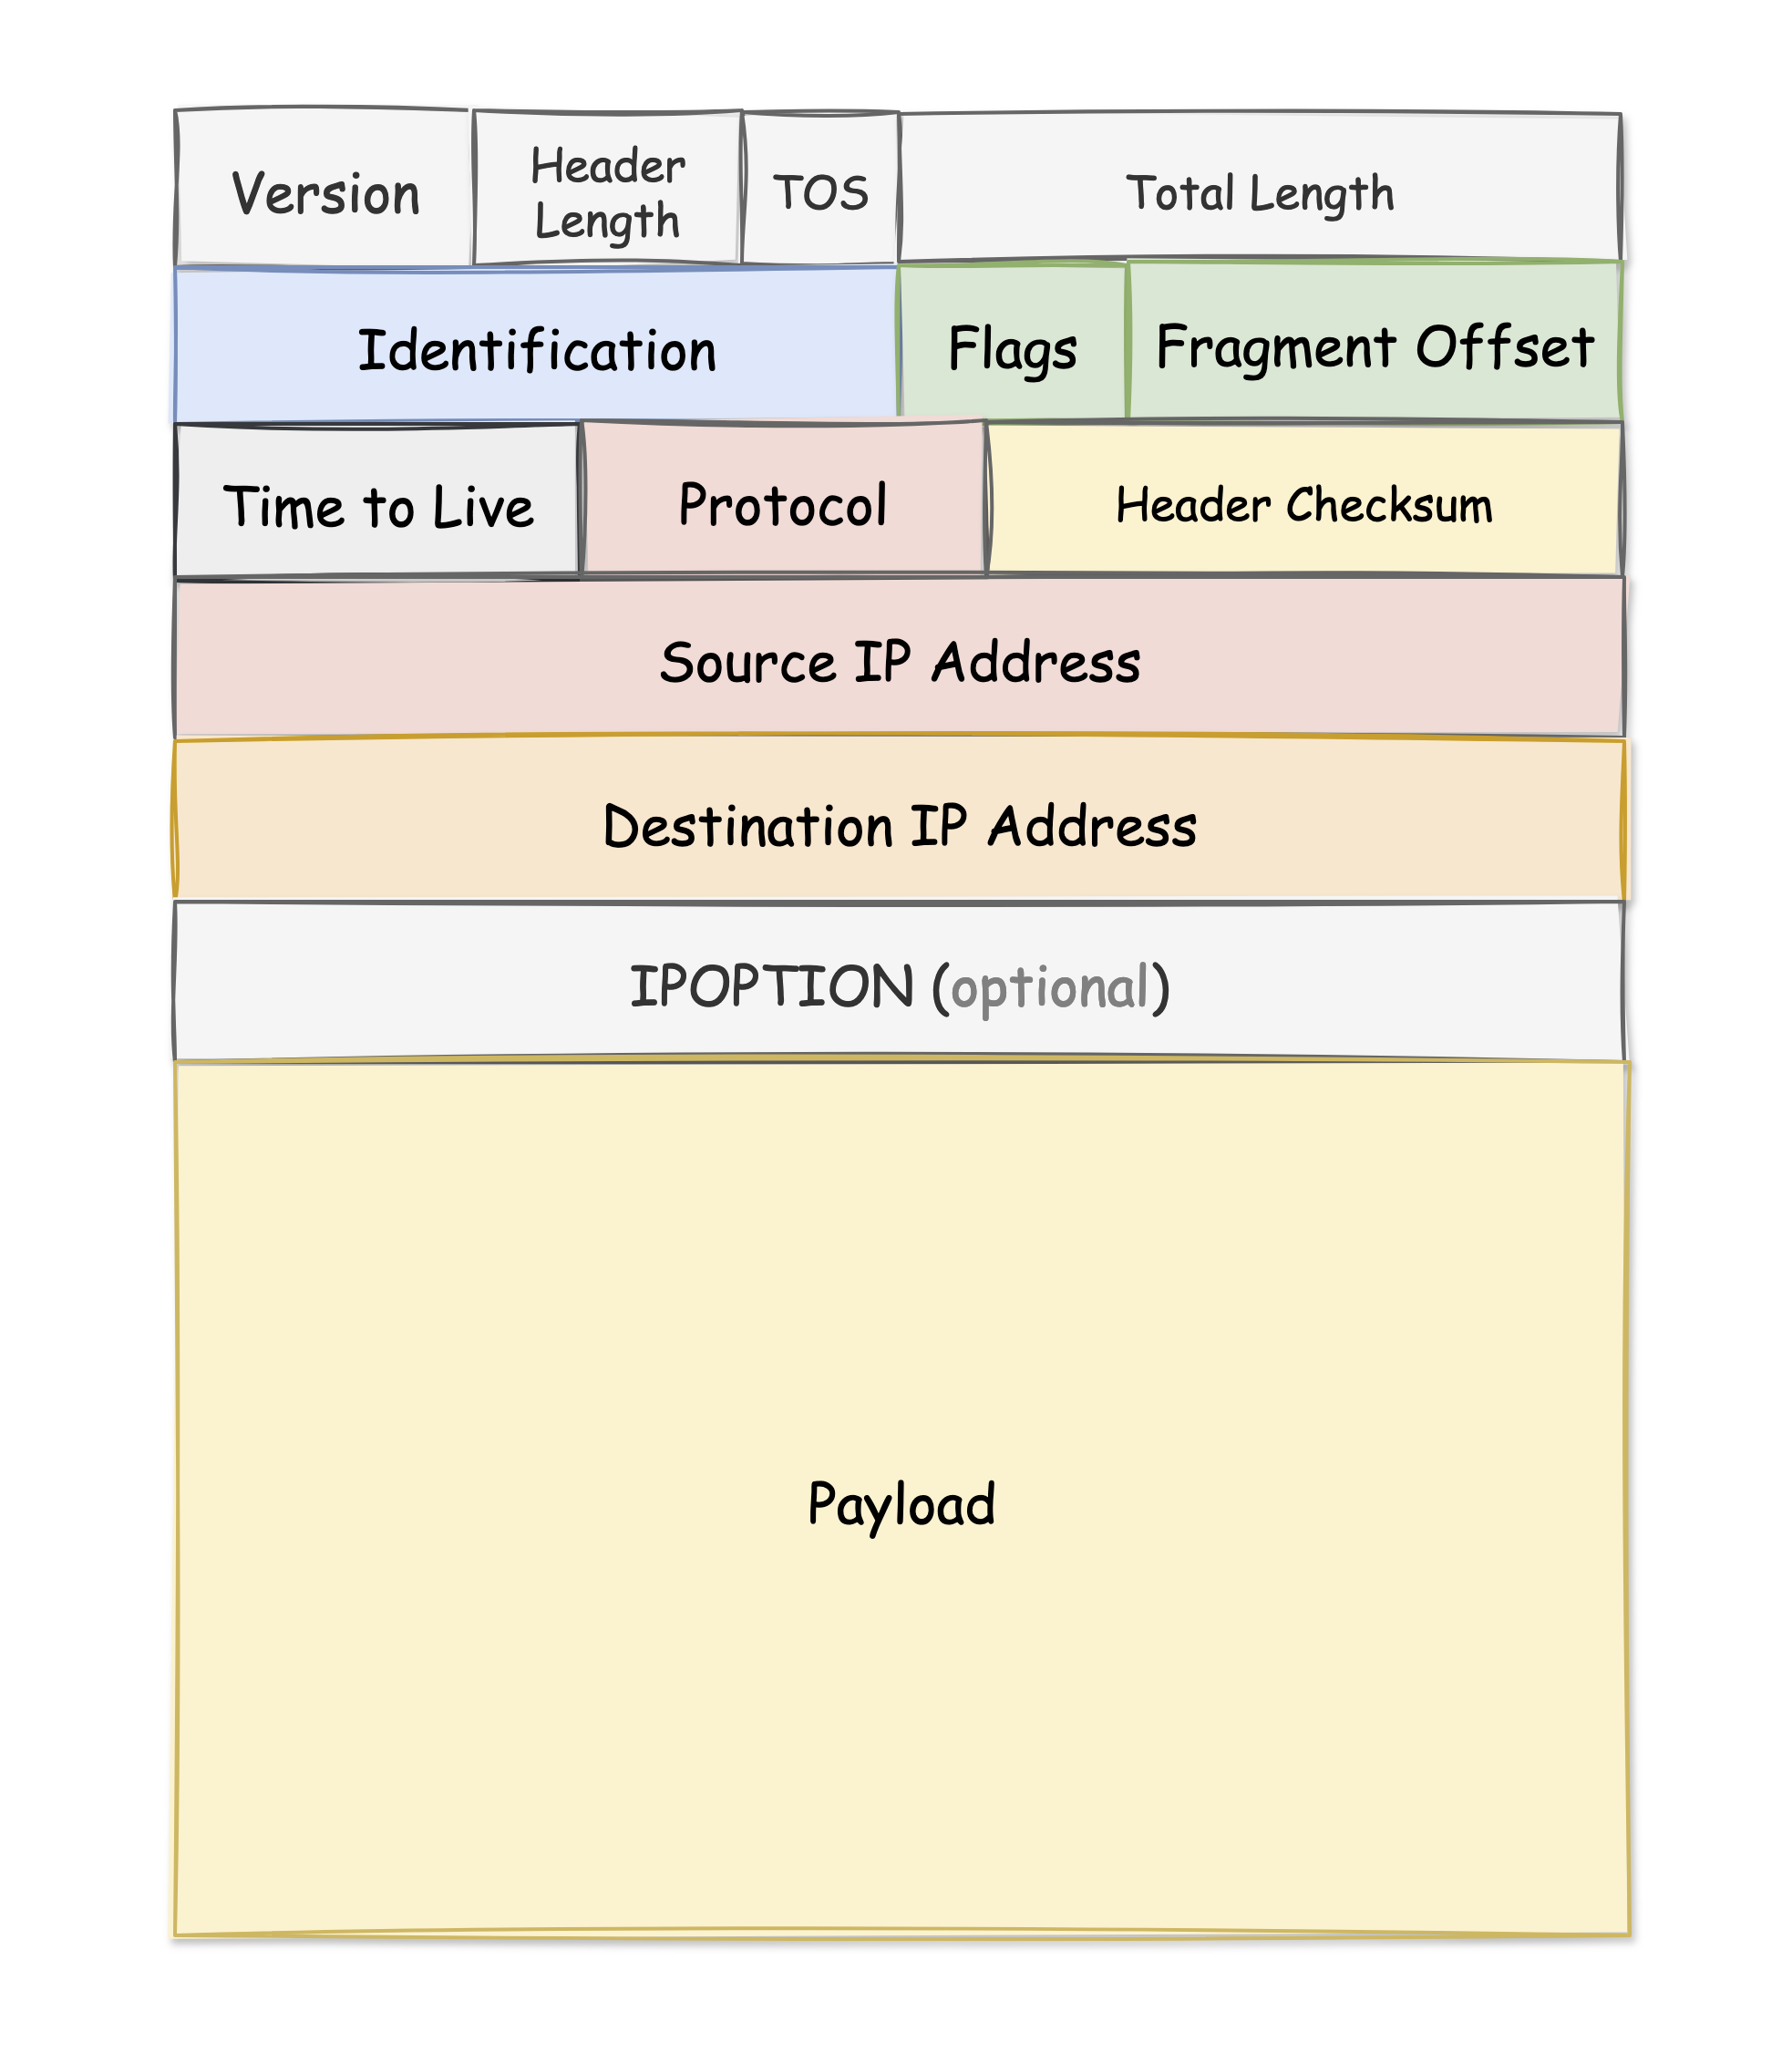 Version
Header
Length
TOS
Total Length
Identification
Flags
Fragment Offset
Time to Live
Protocol
Header Checksum
Source IP Address
Destination IP Address
IPOPTION (optional)
Payload